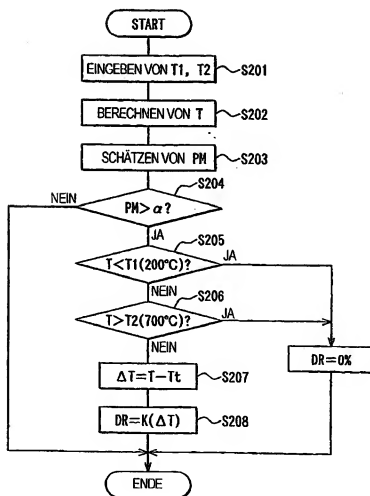 START
EINGEBEN VON T1, T2
S201
BERECHNEN VON T
S202
SCHÄTZEN VON PM
S203
S204
NEIN
PM>α?
JA
S205
T<T1(200°C)?
JA
NEIN
S206
T>T2(700°C)?
JA
NEIN
DR=0%
ΔT=T-Tt
S207
DR=K(ΔT)
S208
ENDE